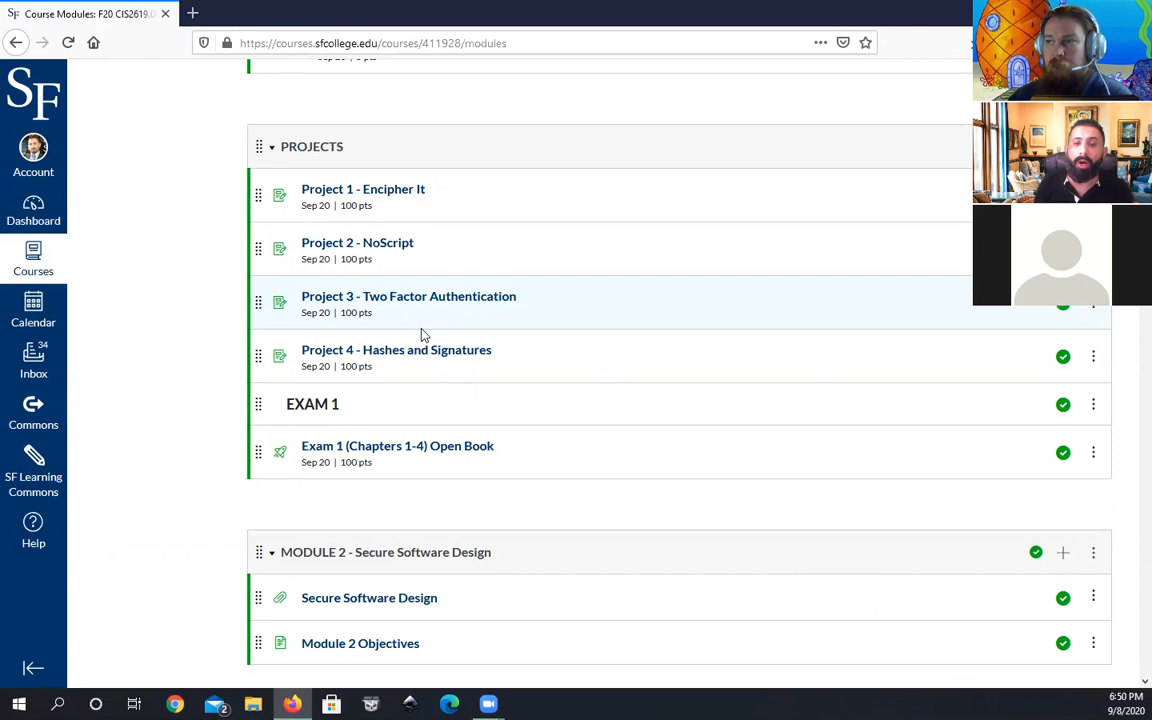 SF Course Modules: F20 CIS2619.0
https://courses.sfcollege.edu/courses/411928/modules
SF
Account
Dashboard
Courses
Calendar
34
Inbox
Commons
SF Learning
Commons
Help
PROJECTS
Project 1 - Encipher It
Sep 20 | 100 pts
Project 2 - NoScript
Sep 20 | 100 pts
Project 3 - Two Factor Authentication
Sep 20 | 100 pts
Project 4 - Hashes and Signatures
Sep 20 | 100 pts
EXAM 1
Exam 1 (Chapters 1-4) Open Book
Sep 20 | 100 pts
MODULE 2 - Secure Software Design
Secure Software Design
Module 2 Objectives
2
6:50 PM
9/8/2020